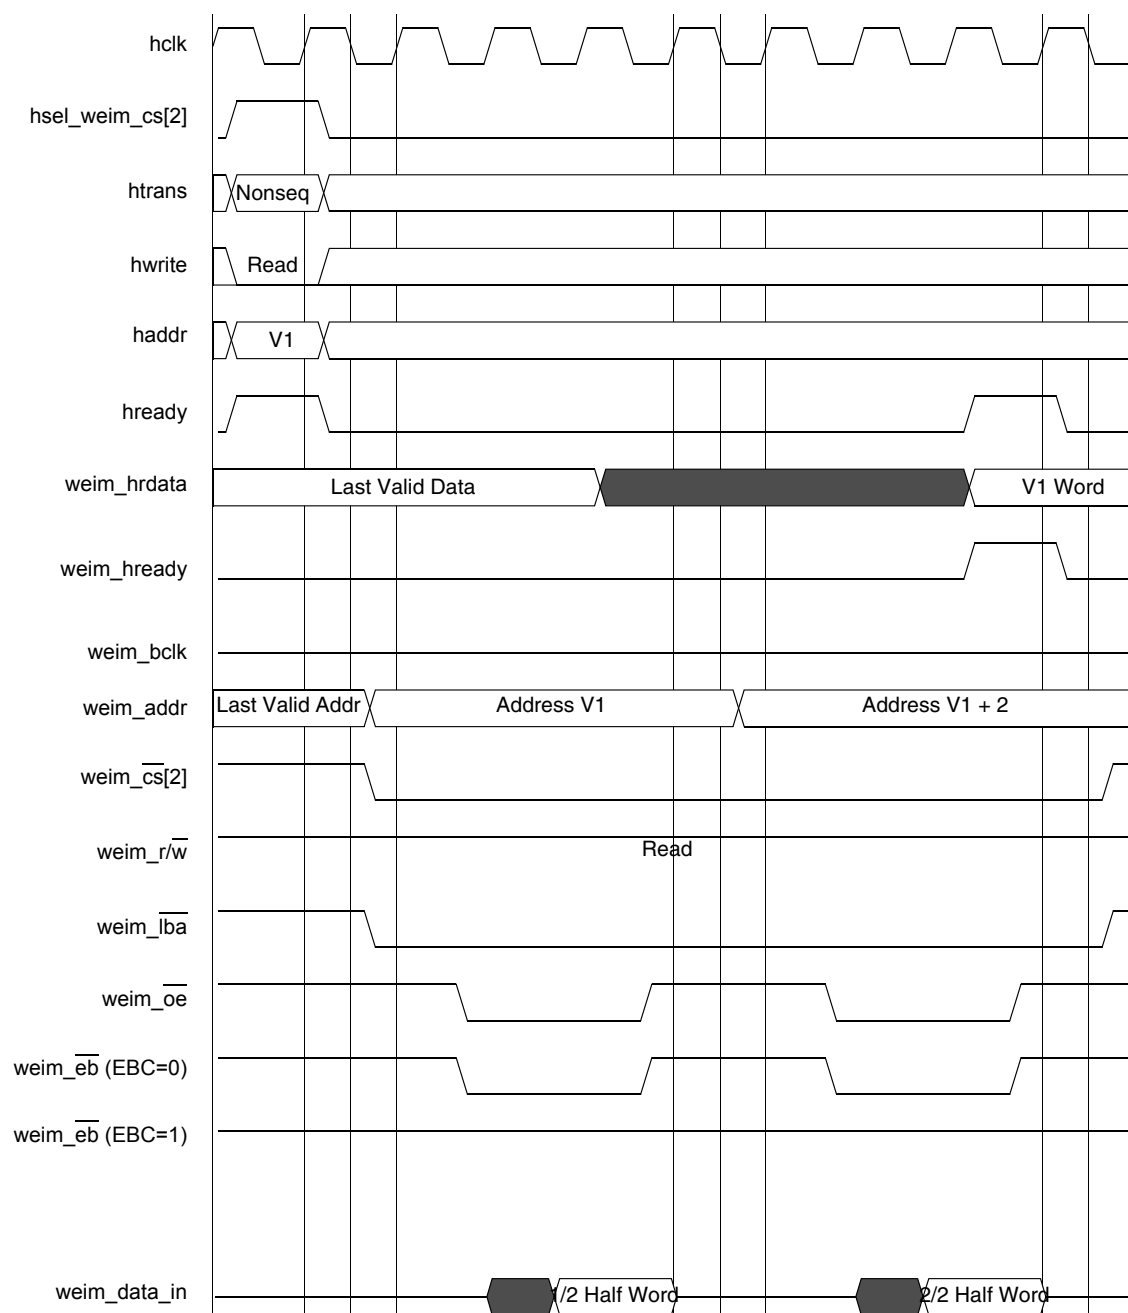 hclk
hsel_weim_cs[2]
htrans Nonseq
hwrite Read
haddr V1
hready
weim_hrdata Last Valid Data V1 Word
weim_hready
weim_bclk
weim_addr Last Valid Addr Address V1 Address V1 + 2
weim_cs[2]
weim_r/w Read
weim_lba
weim_oe
weim_eb (EBC=0)
weim_eb (EBC=1)
weim_data_in 1/2 Half Word 2/2 Half Word